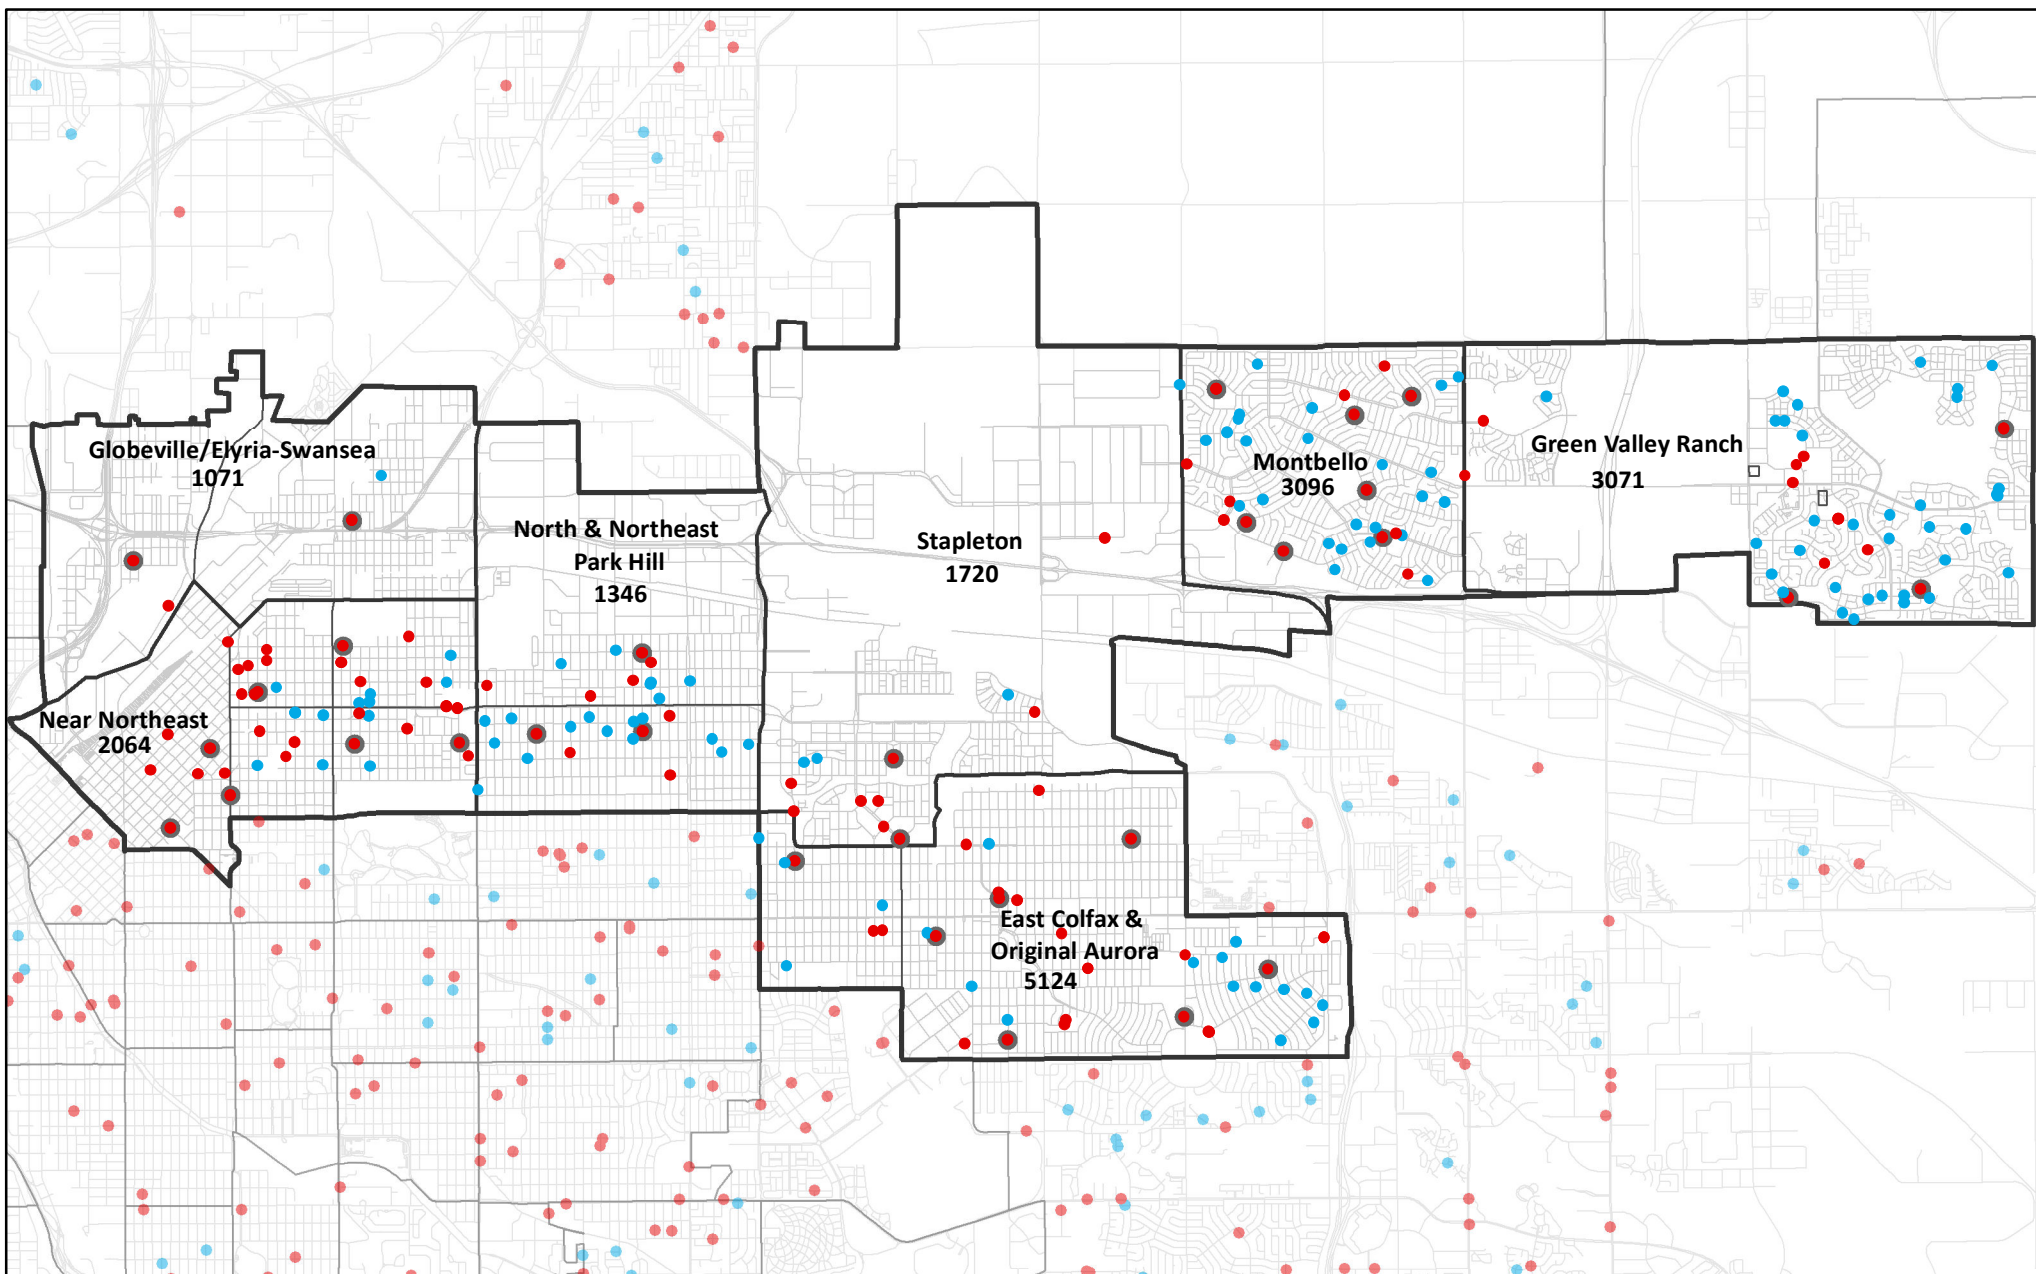 Globeville/Elyria-Swansea
1071
North & Northeast
Park Hill
1346
Near Northeast
2064
Stapleton
1720
Montbello
3096
Green Valley Ranch
3071
East Colfax &
Original Aurora
5124